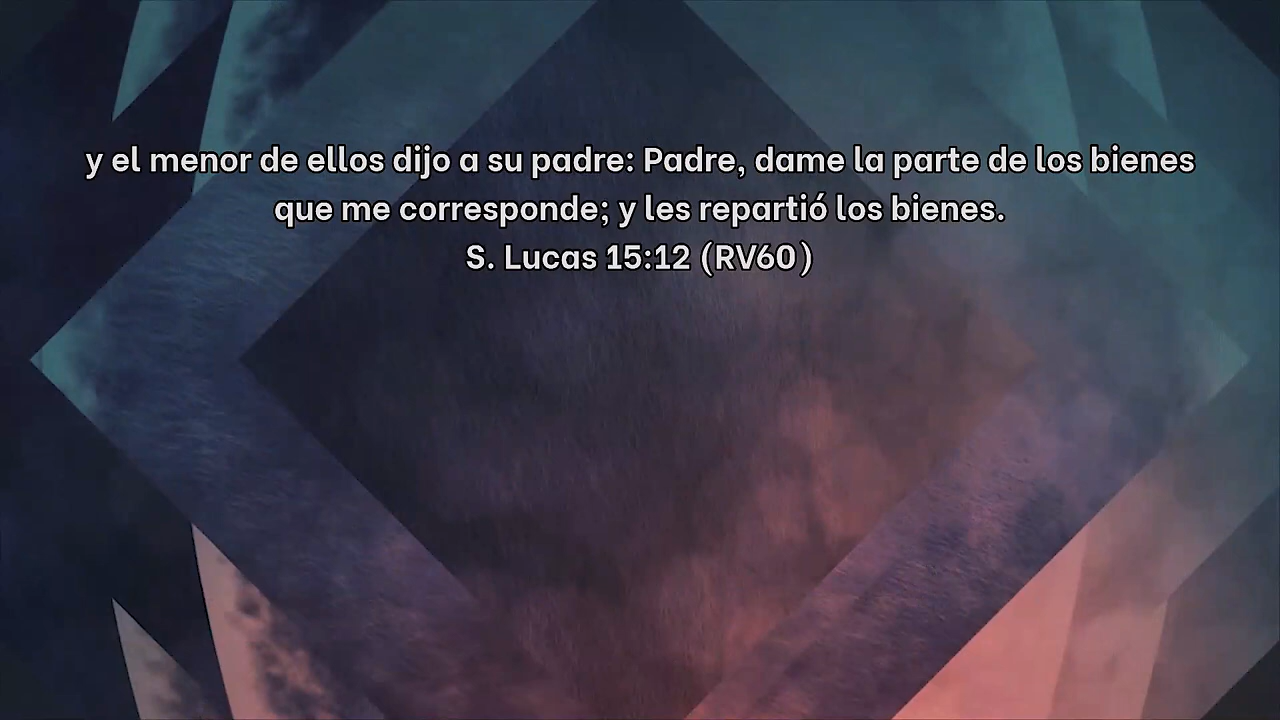 y el menor de ellos dijo a su padre: Padre, dame la parte de los bienes
que me corresponde; y les repartió los bienes.
S. Lucas 15:12 (RV60)